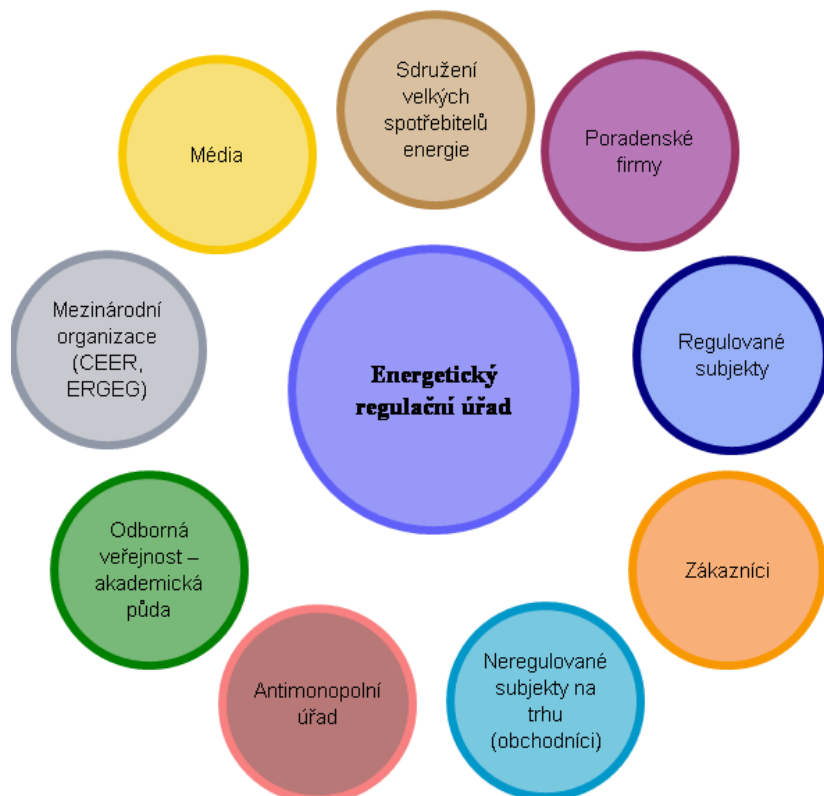 Sdružení
velkých
spotřebitelů
energie
Poradenské
firmy
Média
Mezinárodní
organizace
(CEER,
ERGEG)
Regulované
subjekty
Energetický
regulační úřad
Odborná
veřejnost –
akademická
půda
Zákazníci
Antimonopolní
úřad
Neregulované
subjekty na
trhu
(obchodníci)